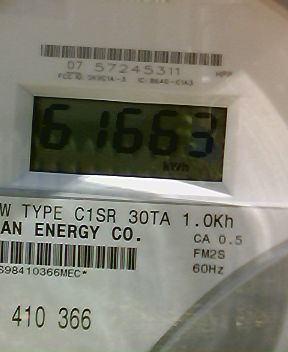 07 57245311
61663
kWh
W TYPE C1SR 30TA 1.0Kh
AN ENERGY CO.
CA 0.5
FM2S
60Hz
S98410366MEC*
410 366